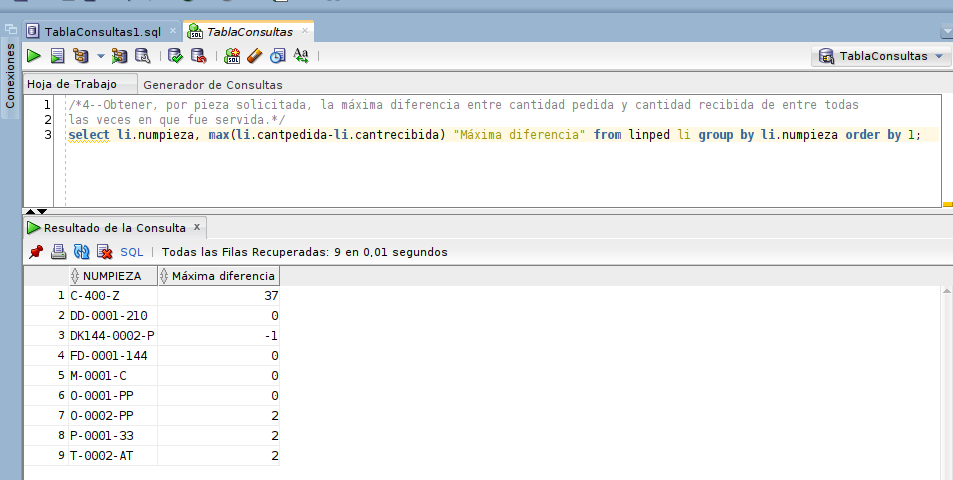 TablaConsultas1.sql
TablaConsultas
Conexiones
TablaConsultas
Hoja de Trabajo Generador de Consultas
1 /*4--Obtener, por pieza solicitada, la máxima diferencia entre cantidad pedida y cantidad recibida de entre todas
2 las veces en que fue servida.*/
3 select li.numpieza, max(li.cantpedida-li.cantrecibida) "Máxima diferencia" from linped li group by li.numpieza order by 1;
Resultado de la Consulta x
SQL | Todas las Filas Recuperadas: 9 en 0,01 segundos
NUMPIEZA Máxima diferencia
1 C-400-Z 37
2 DD-0001-210 0
3 DK144-0002-P -1
4 FD-0001-144 0
5 M-0001-C 0
6 O-0001-PP 0
7 O-0002-PP 2
8 P-0001-33 2
9 T-0002-AT 2